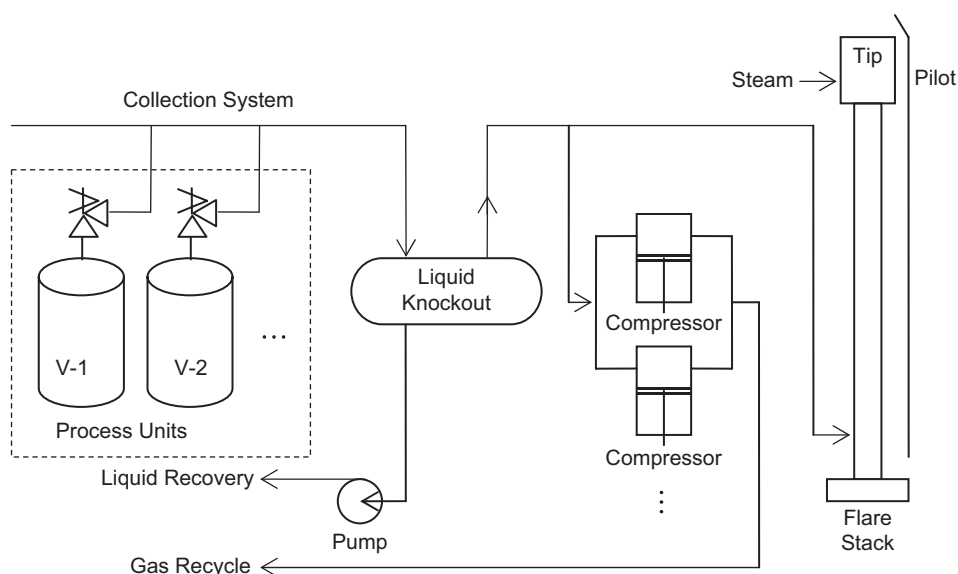 Tip
Steam
Pilot
Collection System
Liquid
Knockout
Compressor
V-1
V-2
...
Process Units
Compressor
Liquid Recovery
Pump
Flare
Stack
Gas Recycle